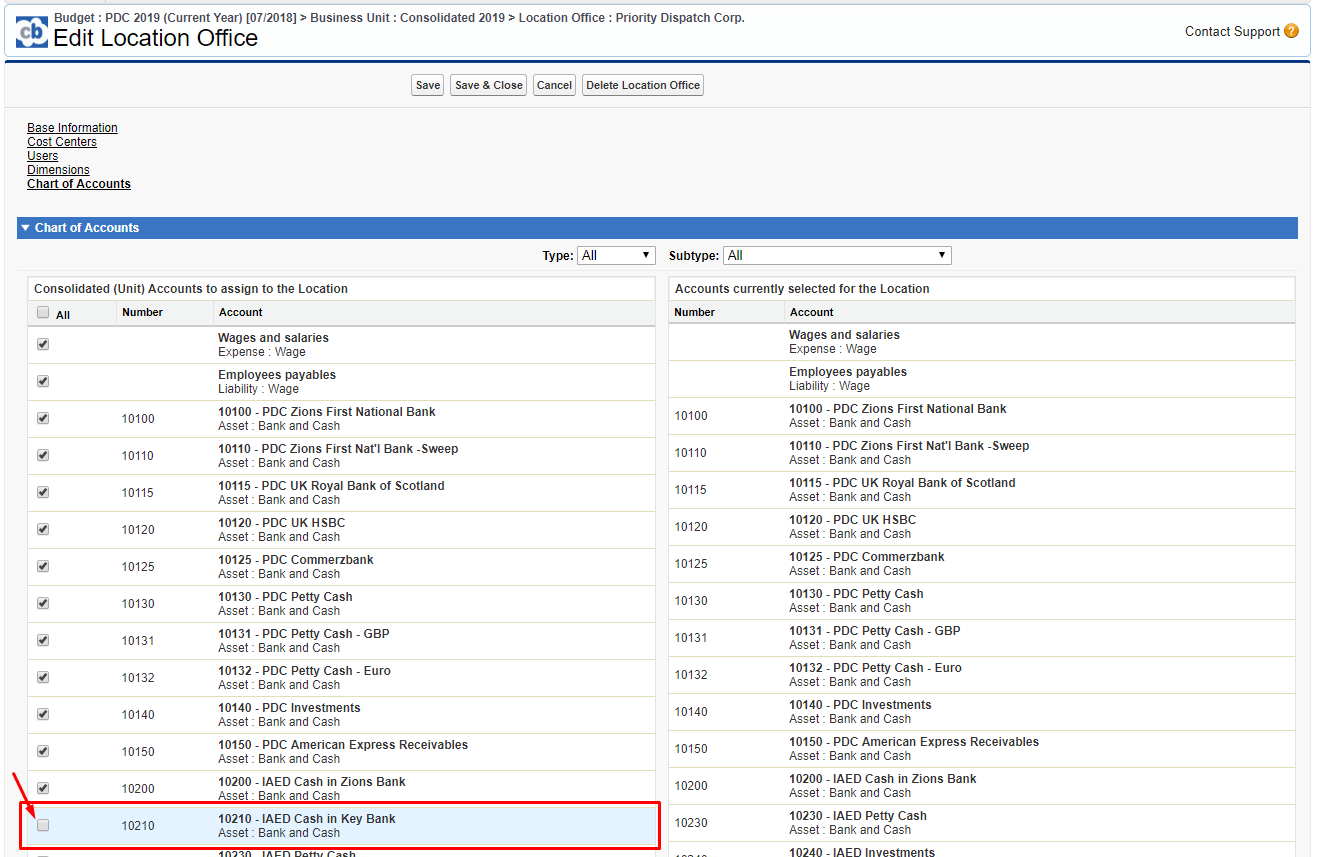 Budget : PDC 2019 (Current Year) [07/2018] > Business Unit : Consolidated 2019 > Location Office : Priority Dispatch Corp.
cb
Edit Location Office
Contact Support ?
Save
Save & Close
Cancel
Delete Location Office
Base Information
Cost Centers
Users
Dimensions
Chart of Accounts
Chart of Accounts
Type: All
Subtype: All
Consolidated (Unit) Accounts to assign to the Location
All Number Account
Wages and salaries
Expense : Wage
Employees payables
Liability : Wage
10100 10100 - PDC Zions First National Bank
Asset : Bank and Cash
10110 10110 - PDC Zions First Nat'l Bank -Sweep
Asset : Bank and Cash
10115 10115 - PDC UK Royal Bank of Scotland
Asset : Bank and Cash
10120 10120 - PDC UK HSBC
Asset : Bank and Cash
10125 10125 - PDC Commerzbank
Asset : Bank and Cash
10130 10130 - PDC Petty Cash
Asset : Bank and Cash
10131 10131 - PDC Petty Cash - GBP
Asset : Bank and Cash
10132 10132 - PDC Petty Cash - Euro
Asset : Bank and Cash
10140 10140 - PDC Investments
Asset : Bank and Cash
10150 10150 - PDC American Express Receivables
Asset : Bank and Cash
10200 10200 - IAED Cash in Zions Bank
Asset : Bank and Cash
10210 10210 - IAED Cash in Key Bank
Asset : Bank and Cash
10230 - IAED Petty Cash
Accounts currently selected for the Location
Number Account
Wages and salaries
Expense : Wage
Employees payables
Liability : Wage
10100 10100 - PDC Zions First National Bank
Asset : Bank and Cash
10110 10110 - PDC Zions First Nat'l Bank -Sweep
Asset : Bank and Cash
10115 10115 - PDC UK Royal Bank of Scotland
Asset : Bank and Cash
10120 10120 - PDC UK HSBC
Asset : Bank and Cash
10125 10125 - PDC Commerzbank
Asset : Bank and Cash
10130 10130 - PDC Petty Cash
Asset : Bank and Cash
10131 10131 - PDC Petty Cash - GBP
Asset : Bank and Cash
10132 10132 - PDC Petty Cash - Euro
Asset : Bank and Cash
10140 10140 - PDC Investments
Asset : Bank and Cash
10150 10150 - PDC American Express Receivables
Asset : Bank and Cash
10200 10200 - IAED Cash in Zions Bank
Asset : Bank and Cash
10230 10230 - IAED Petty Cash
Asset : Bank and Cash
10240 10240 - IAED Investments